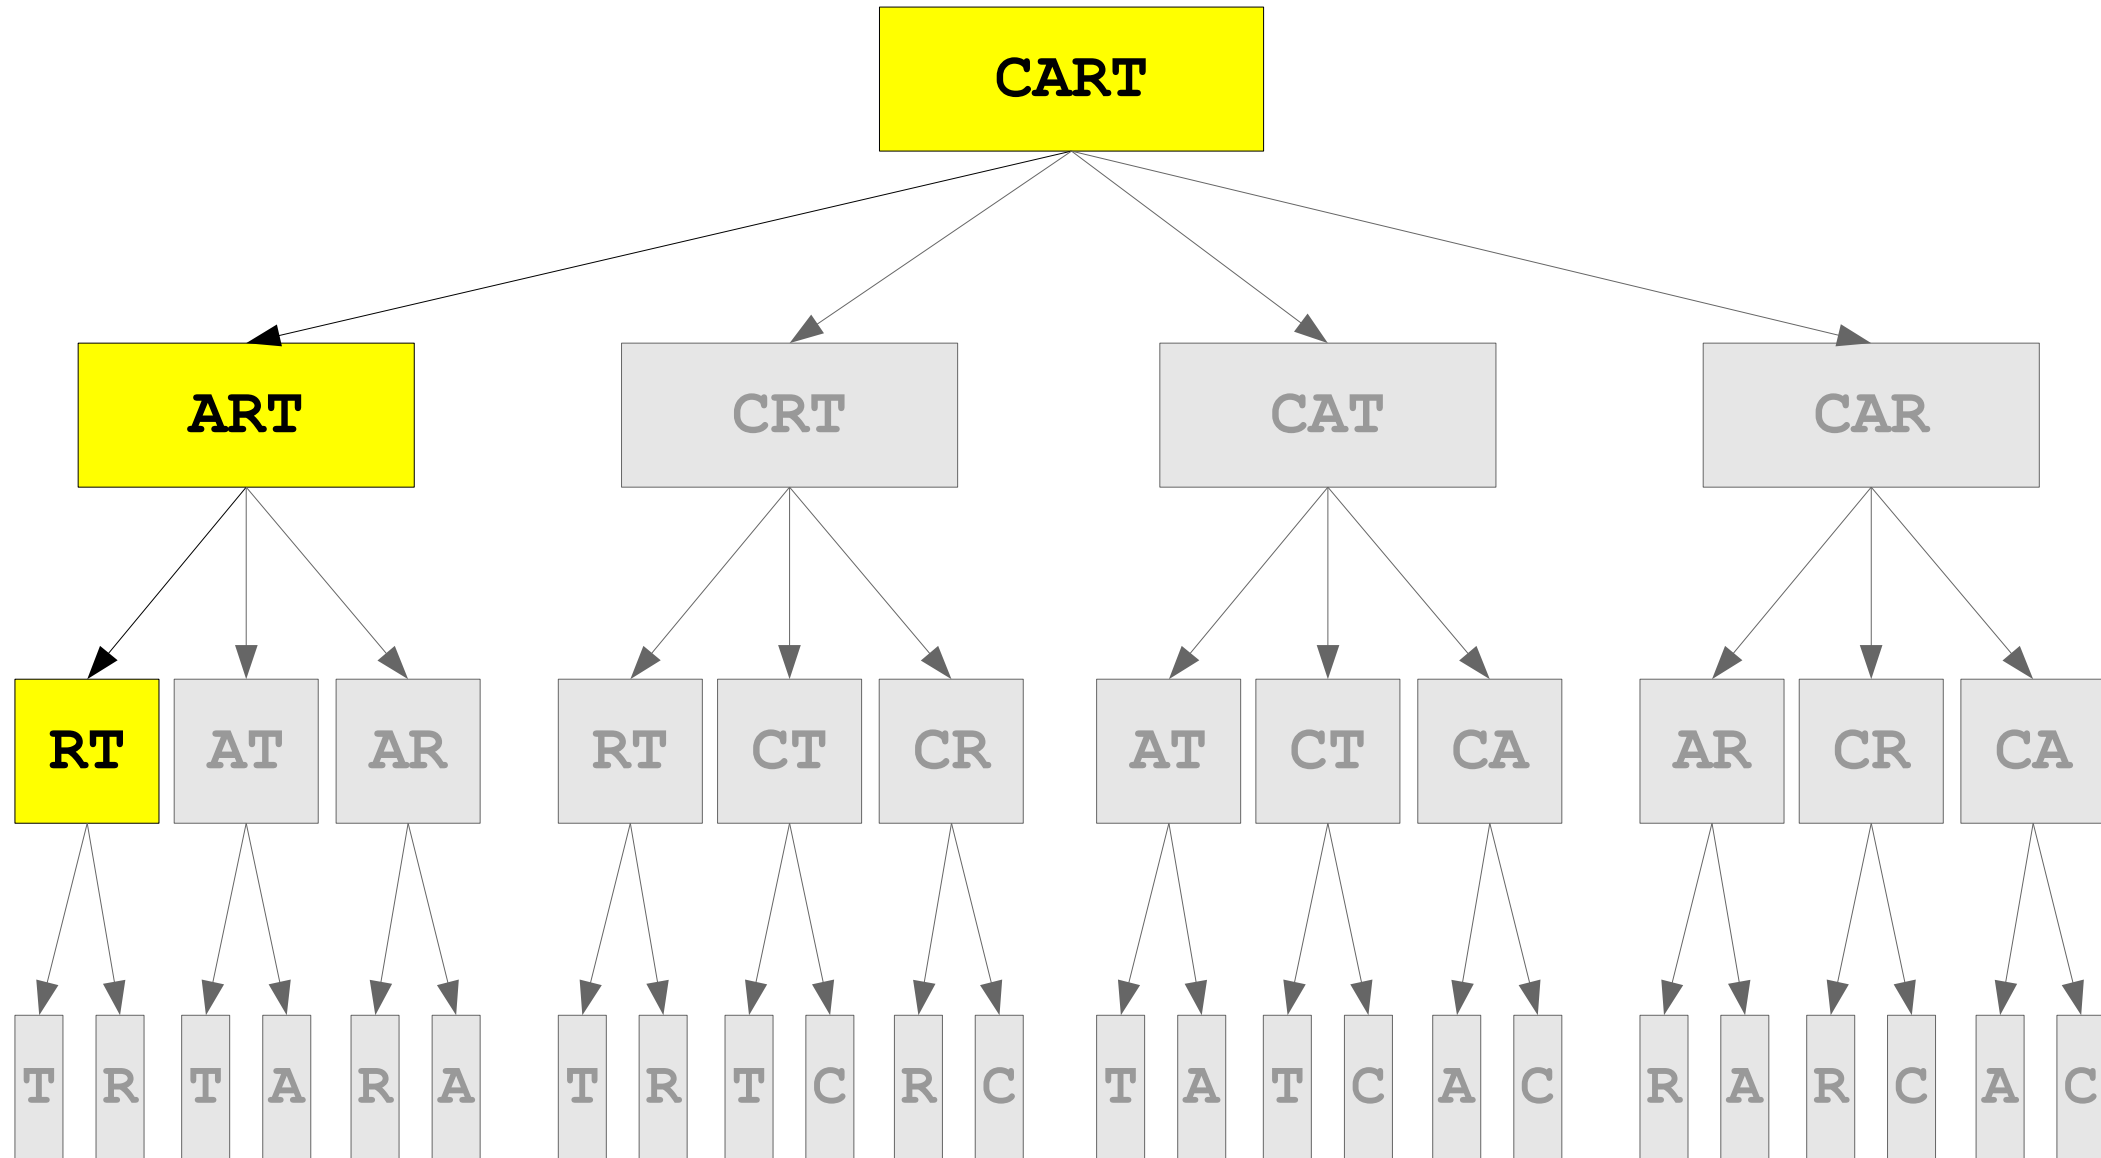 CART
ART CRT CAT CAR
RT AT AR RT CT CR AT CT CA AR CR CA
T R T A R A T R T C R C T A T C A C R A R C A C